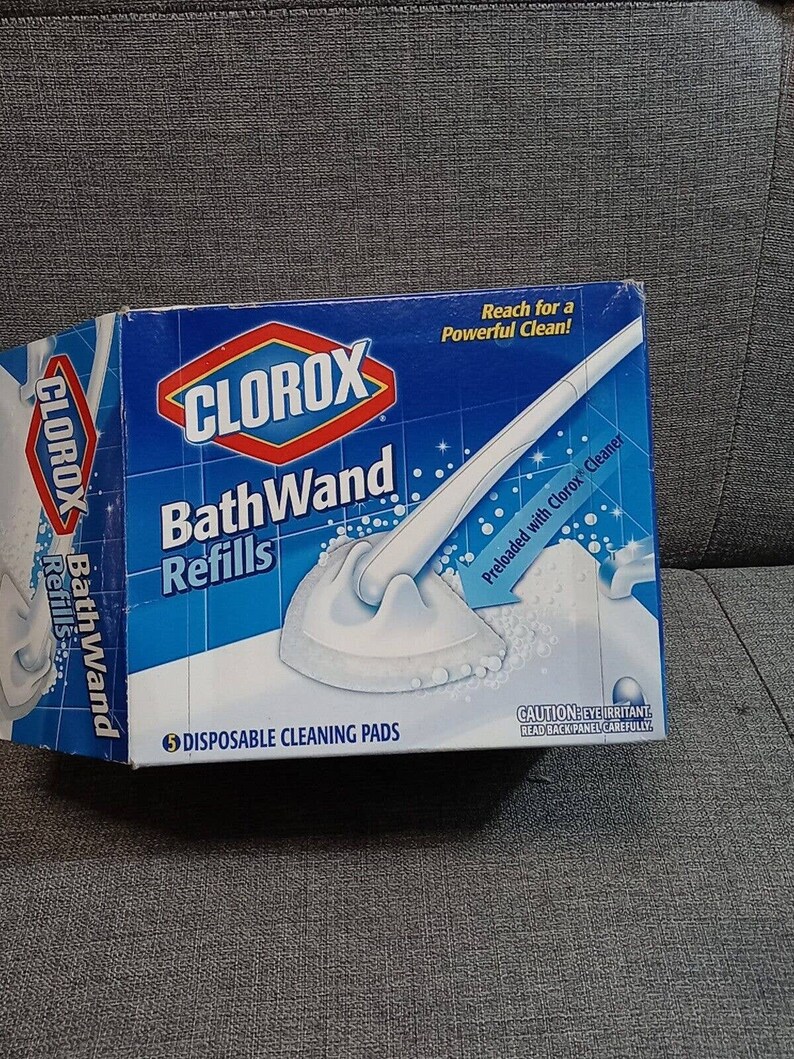 CLOROX
BathWand
Refills
Reach for a
Powerful Clean!
CLOROX®
BathWand
Refills
Preloaded with Clorox® Cleaner
5 DISPOSABLE CLEANING PADS
CAUTION: EYE IRRITANT.
READ BACK PANEL CAREFULLY.